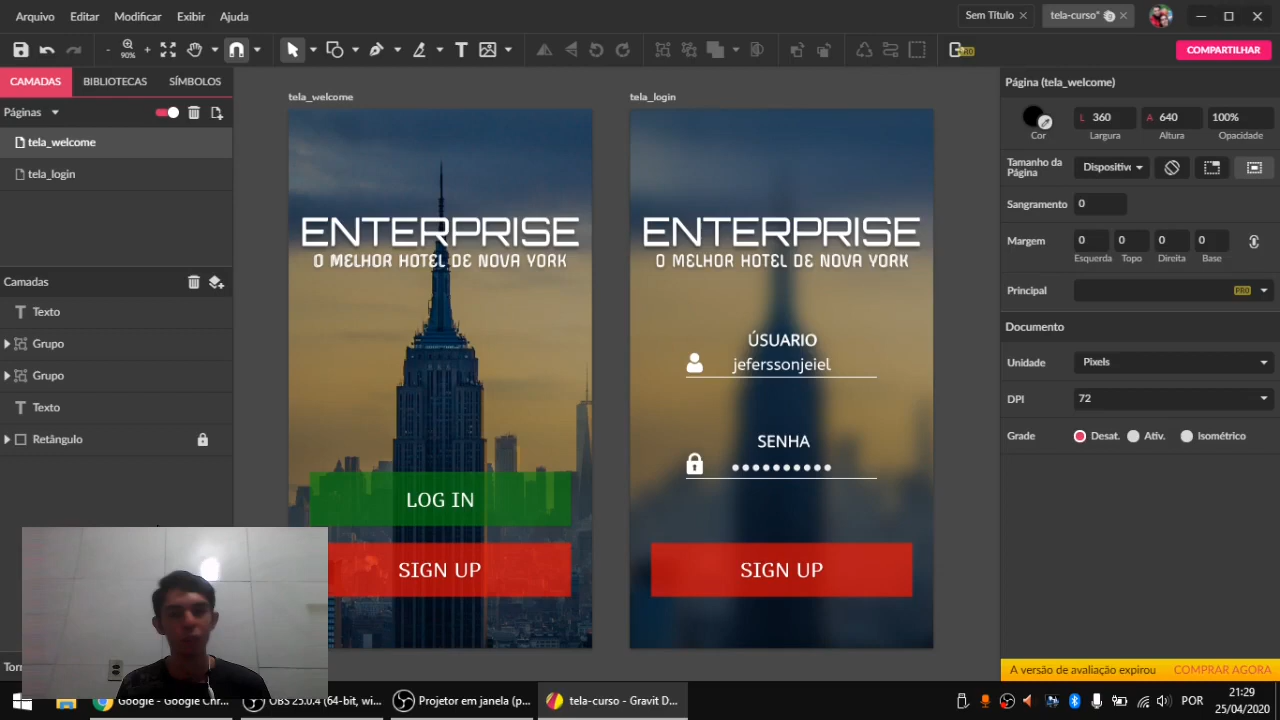 Arquivo Editar Modificar Exibir Ajuda
Sem Título
tela-curso*
- 90% +
PRO
COMPARTILHAR
CAMADAS BIBLIOTECAS SÍMBOLOS
Páginas
tela_welcome
tela_login
Camadas
Texto
Grupo
Grupo
Texto
Retângulo
tela_welcome
ENTERPRISE
O MELHOR HOTEL DE NOVA YORK
LOG IN
SIGN UP
tela_login
ENTERPRISE
O MELHOR HOTEL DE NOVA YORK
ÚSUARIO
jeferssonjeiel
SENHA
SIGN UP
Página (tela_welcome)
L 360 A 640 100%
Cor Largura Altura Opacidade
Tamanho da
Página
Sangramento 0
Margem 0 0 0 0
Esquerda Topo Direita Base
Principal PRO
Documento
Unidade Pixels
DPI 72
Grade Desat. Ativ. Isométrico
A versão de avaliação expirou COMPRAR AGORA
Google - Google Chr...
OBS 25.0.4 (64-bit, wi...
Projetor em janela (p...
tela-curso - Gravit D...
POR
21:29
25/04/2020